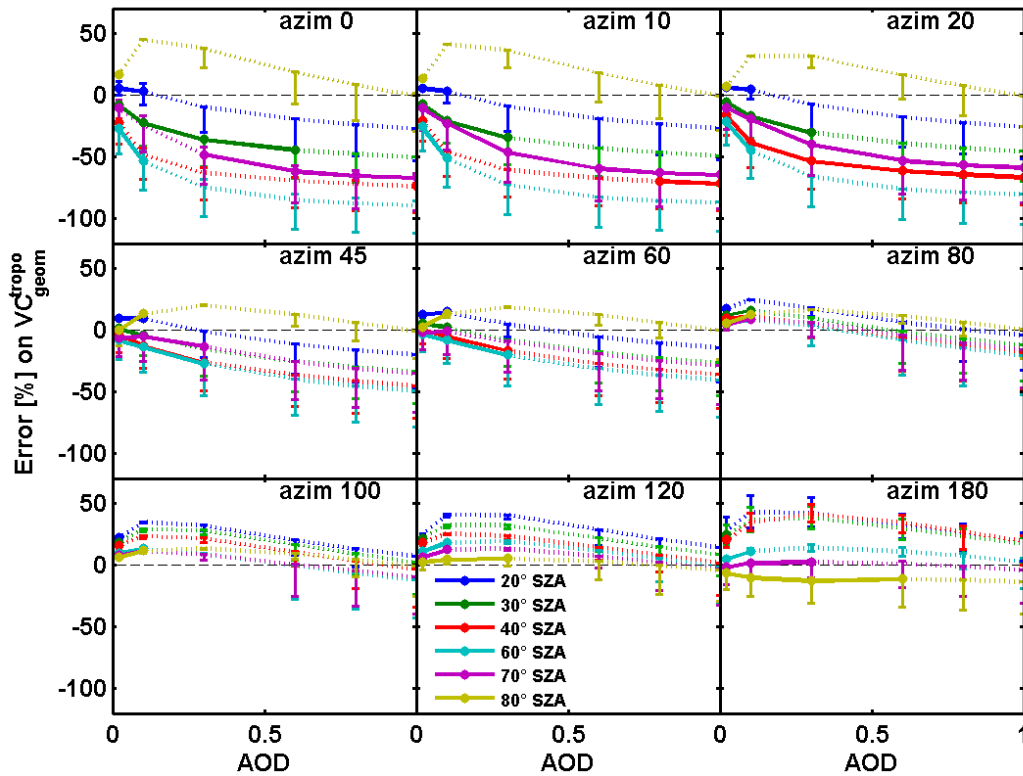 azim 0 azim 10 azim 20
50
0
-50
-100
azim 45 azim 60 azim 80
50
0
-50
-100
Error [%] on VC tropo geom
azim 100 azim 120 azim 180
50
0
-50
-100
20° SZA
30° SZA
40° SZA
60° SZA
70° SZA
80° SZA
0 0.5 0 0.5 0 0.5 1
AOD AOD AOD